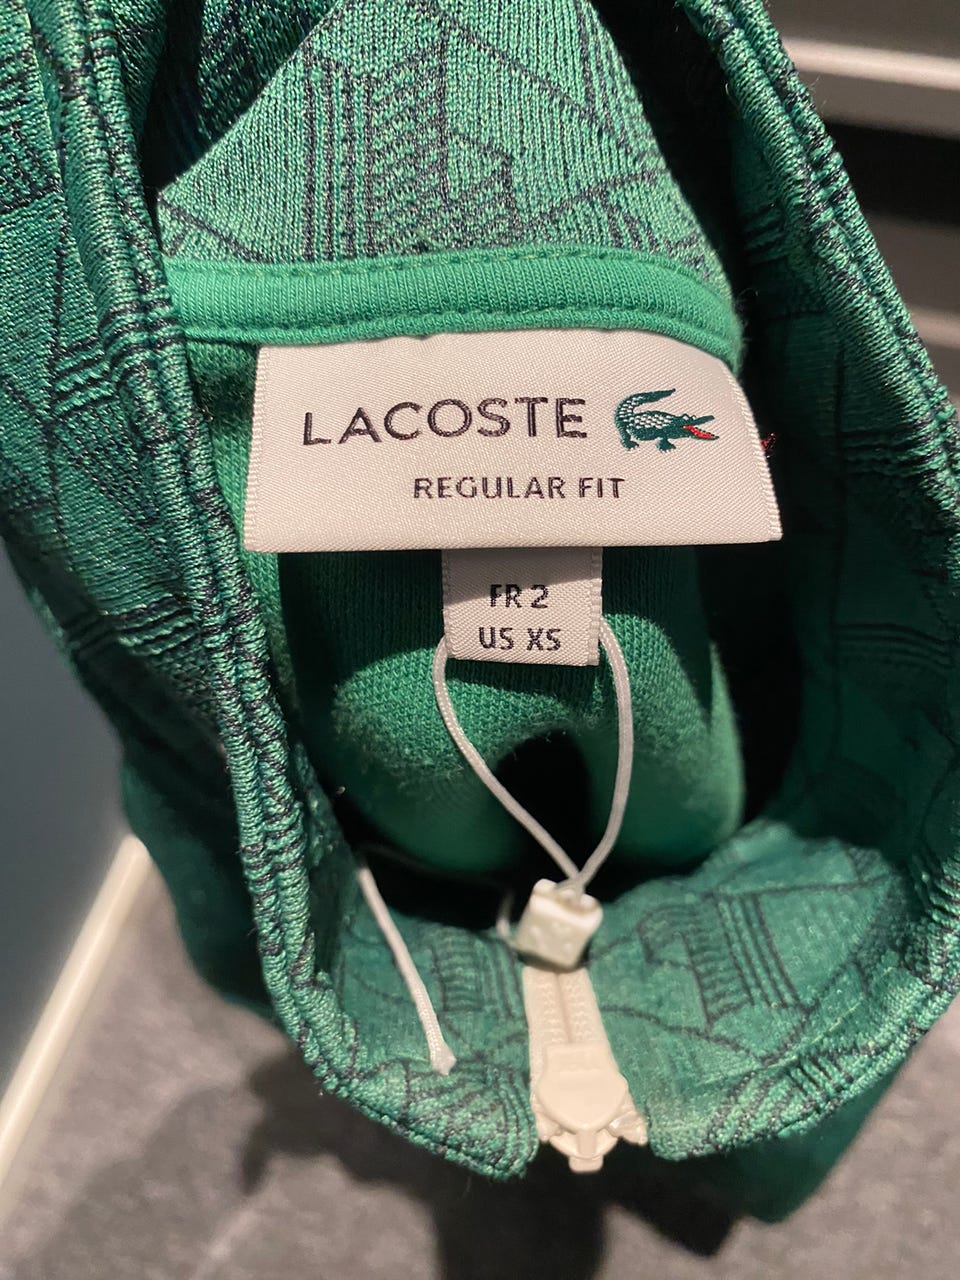 LACOSTE
REGULAR FIT
FR 2
US XS